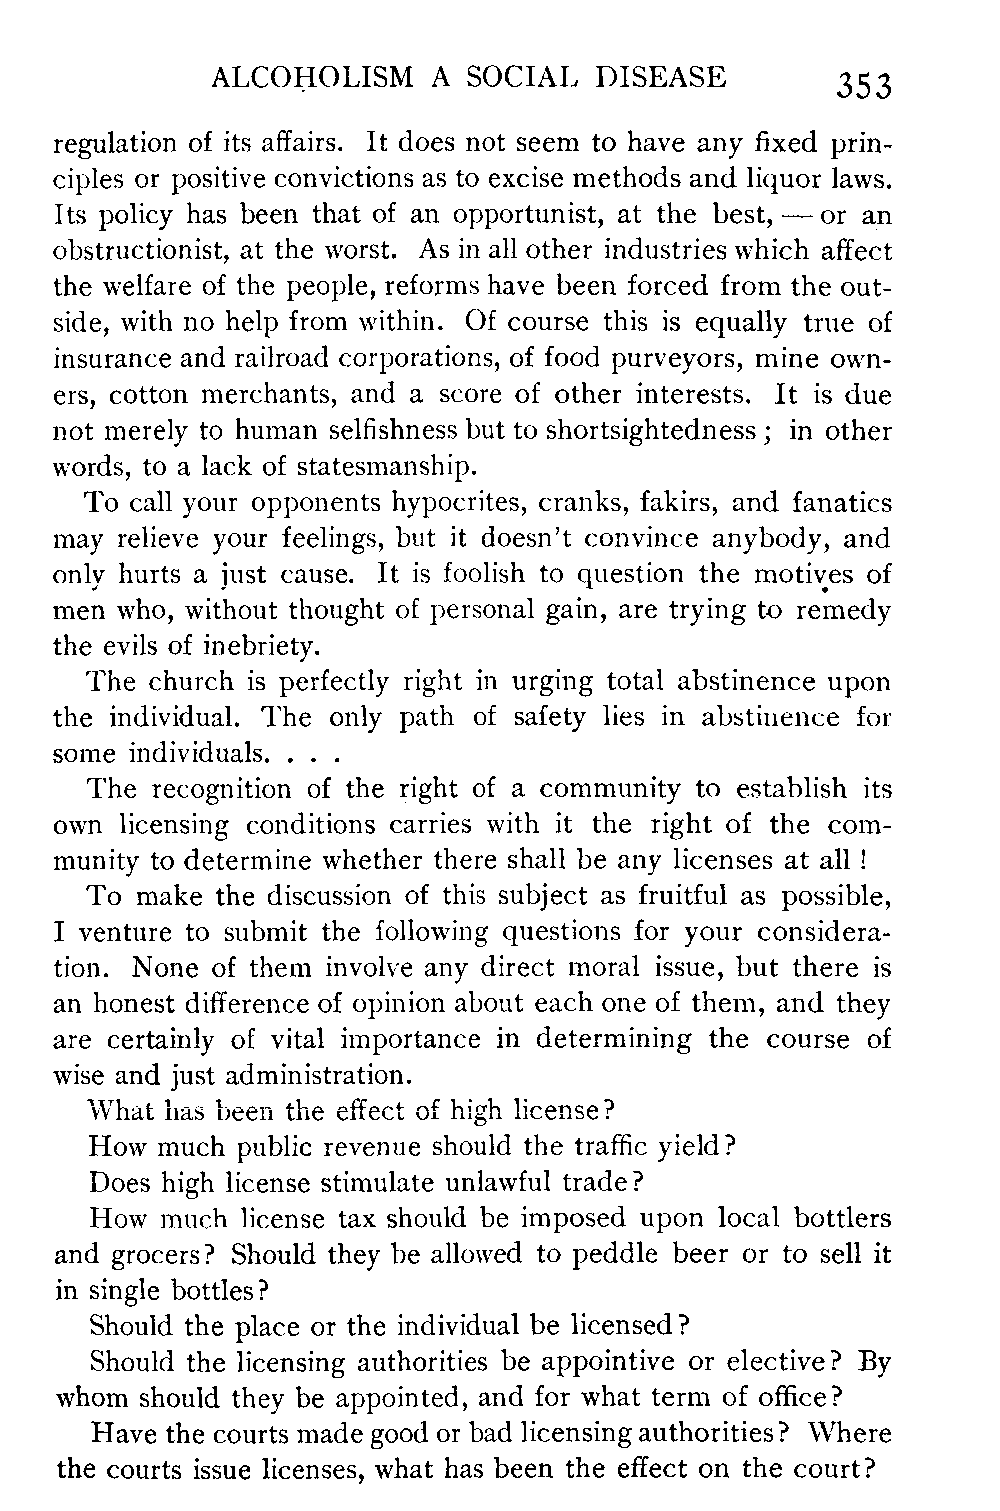 ALCOHOLISM A SOCIAL DISEASE 353
regulation of its affairs. It does not seem to have any fixed prin-
ciples or positive convictions as to excise methods and liquor laws.
Its policy has been that of an opportunist, at the best, — or an
obstructionist, at the worst. As in all other industries which affect
the welfare of the people, reforms have been forced from the out-
side, with no help from within. Of course this is equally true of
insurance and railroad corporations, of food purveyors, mine own-
ers, cotton merchants, and a score of other interests. It is due
not merely to human selfishness but to shortsightedness; in other
words, to a lack of statesmanship.
To call your opponents hypocrites, cranks, fakirs, and fanatics
may relieve your feelings, but it doesn't convince anybody, and
only hurts a just cause. It is foolish to question the motives of
men who, without thought of personal gain, are trying to remedy
the evils of inebriety.
The church is perfectly right in urging total abstinence upon
the individual. The only path of safety lies in abstinence for
some individuals. . . .
The recognition of the right of a community to establish its
own licensing conditions carries with it the right of the com-
munity to determine whether there shall be any licenses at all!
To make the discussion of this subject as fruitful as possible,
I venture to submit the following questions for your considera-
tion. None of them involve any direct moral issue, but there is
an honest difference of opinion about each one of them, and they
are certainly of vital importance in determining the course of
wise and just administration.
What has been the effect of high license?
How much public revenue should the traffic yield?
Does high license stimulate unlawful trade?
How much license tax should be imposed upon local bottlers
and grocers? Should they be allowed to peddle beer or to sell it
in single bottles?
Should the place or the individual be licensed?
Should the licensing authorities be appointive or elective? By
whom should they be appointed, and for what term of office?
Have the courts made good or bad licensing authorities? Where
the courts issue licenses, what has been the effect on the court?